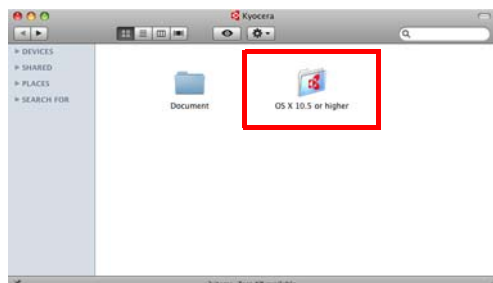 Kyocera
DEVICES
SHARED
PLACES
SEARCH FOR
Document
OS X 10.5 or higher